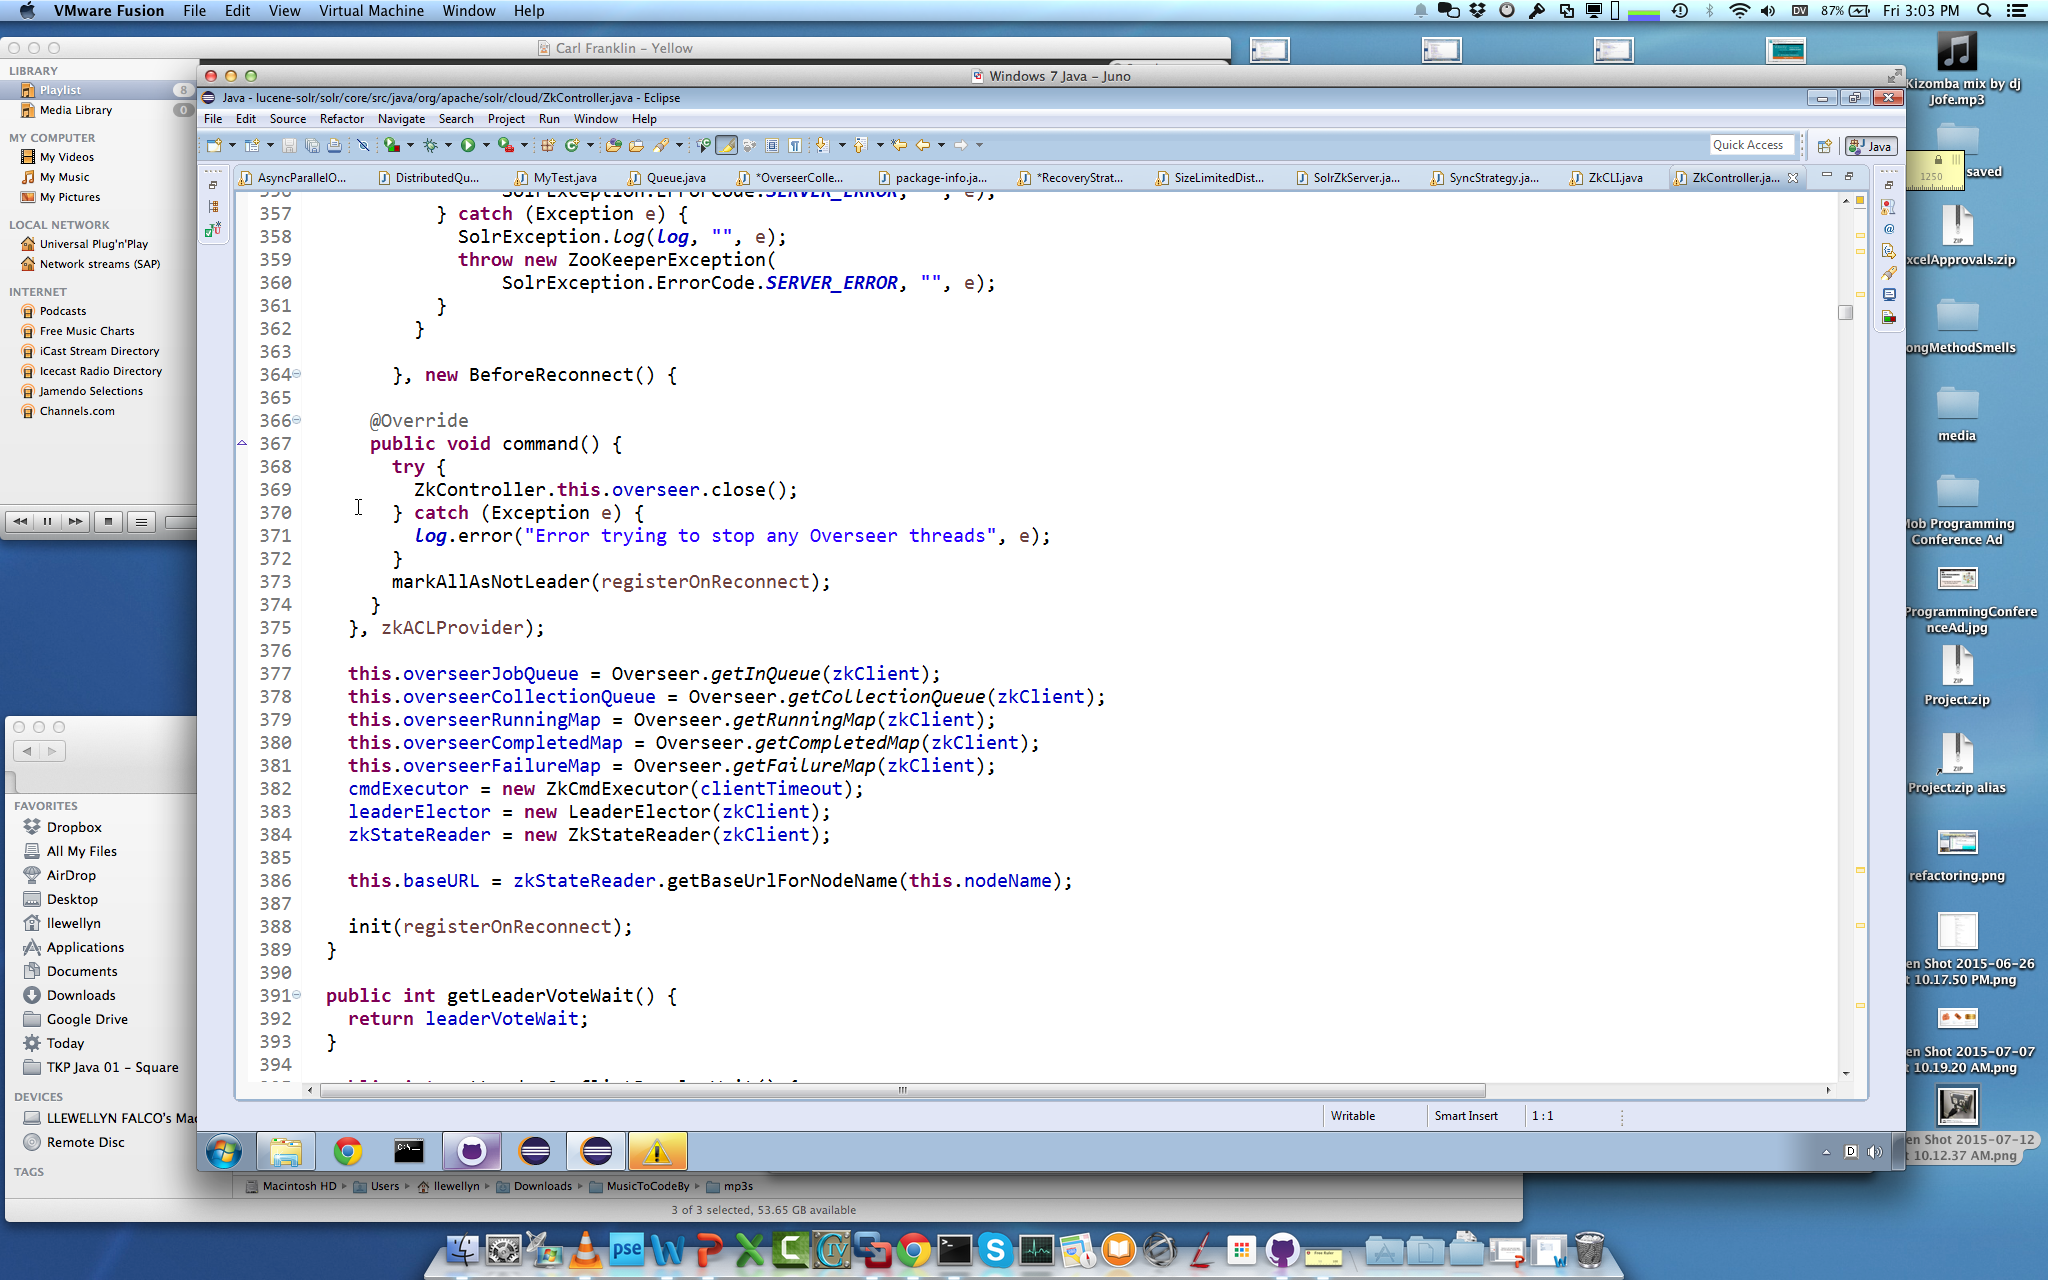 VMware Fusion File Edit View Virtual Machine Window Help
DV 87% Fri 3:03 PM
Carl Franklin – Yellow
LIBRARY
Playlist 8
Media Library 0
MY COMPUTER
My Videos
My Music
My Pictures
LOCAL NETWORK
Universal Plug'n'Play
Network streams (SAP)
INTERNET
Podcasts
Free Music Charts
iCast Stream Directory
Icecast Radio Directory
Jamendo Selections
Channels.com
Windows 7 Java – Juno
Java - lucene-solr/solr/core/src/java/org/apache/solr/cloud/ZkController.java - Eclipse
File Edit Source Refactor Navigate Search Project Run Window Help
Quick Access Java
AsyncParallelO... DistributedQu... MyTest.java Queue.java *OverseerColle... package-info.ja... *RecoveryStrat... SizeLimitedDist... SolrZkServer.ja... SyncStrategy.ja... ZkCLI.java ZkController.ja...
356 SolrException.ErrorCode.SERVER_ERROR, "", e);
357 } catch (Exception e) {
358 SolrException.log(log, "", e);
359 throw new ZooKeeperException(
360 SolrException.ErrorCode.SERVER_ERROR, "", e);
361 }
362 }
363
364 }, new BeforeReconnect() {
365
366 @Override
367 public void command() {
368 try {
369 ZkController.this.overseer.close();
370 } catch (Exception e) {
371 log.error("Error trying to stop any Overseer threads", e);
372 }
373 markAllAsNotLeader(registerOnReconnect);
374 }
375 }, zkACLProvider);
376
377 this.overseerJobQueue = Overseer.getInQueue(zkClient);
378 this.overseerCollectionQueue = Overseer.getCollectionQueue(zkClient);
379 this.overseerRunningMap = Overseer.getRunningMap(zkClient);
380 this.overseerCompletedMap = Overseer.getCompletedMap(zkClient);
381 this.overseerFailureMap = Overseer.getFailureMap(zkClient);
382 cmdExecutor = new ZkCmdExecutor(clientTimeout);
383 leaderElector = new LeaderElector(zkClient);
384 zkStateReader = new ZkStateReader(zkClient);
385
386 this.baseURL = zkStateReader.getBaseUrlForNodeName(this.nodeName);
387
388 init(registerOnReconnect);
389 }
390
391 public int getLeaderVoteWait() {
392 return leaderVoteWait;
393 }
394
Writable Smart Insert 1 : 1
FAVORITES
Dropbox
All My Files
AirDrop
Desktop
llewellyn
Applications
Documents
Downloads
Google Drive
Today
TKP Java 01 – Square
DEVICES
LLEWELLYN FALCO's Ma
Remote Disc
TAGS
Macintosh HD Users llewellyn Downloads MusicToCodeBy mp3s
3 of 3 selected, 53.65 GB available
Kizomba mix by dj
Jofe.mp3
saved
1250
ZIP
xcelApprovals.zip
ongMethodSmells
media
Mob Programming
Conference Ad
ProgrammingConfere
nceAd.jpg
Project.zip
ZIP
Project.zip alias
refactoring.png
en Shot 2015-06-26
t 10.17.50 PM.png
en Shot 2015-07-07
t 10.19.20 AM.png
en Shot 2015-07-12
t 10.12.37 AM.png
pse